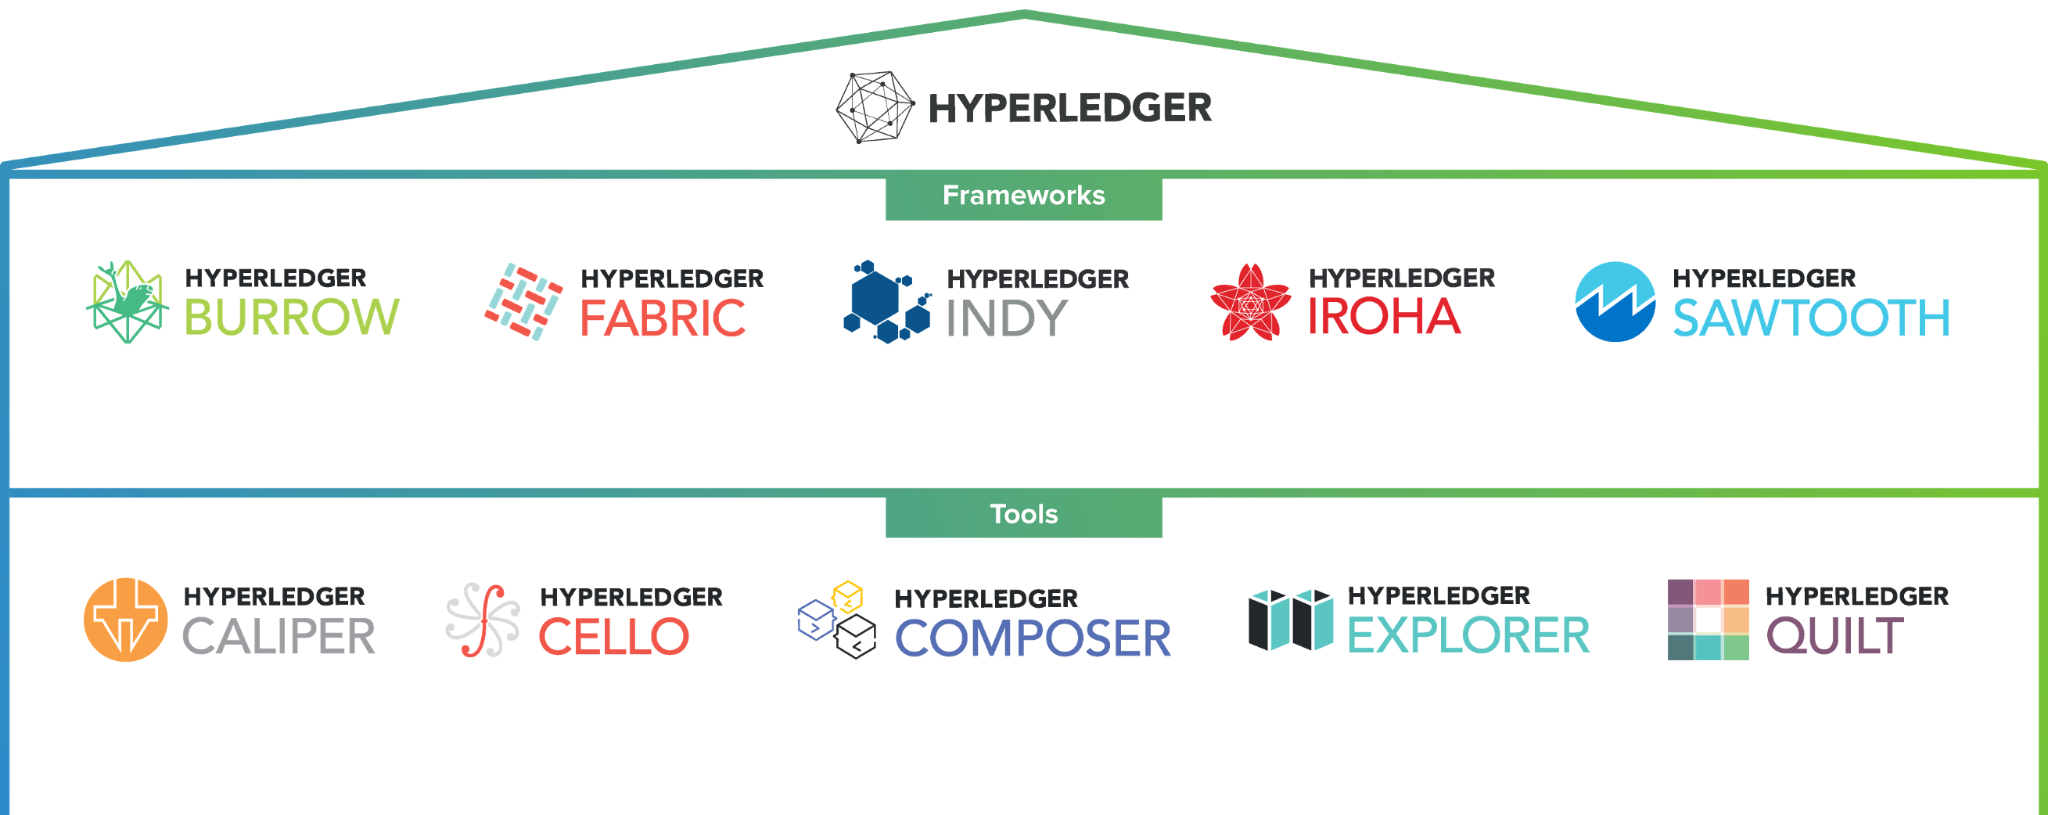 HYPERLEDGER
Frameworks
HYPERLEDGER
BURROW
HYPERLEDGER
FABRIC
HYPERLEDGER
INDY
HYPERLEDGER
IROHA
HYPERLEDGER
SAWTOOTH
Tools
HYPERLEDGER
CALIPER
HYPERLEDGER
CELLO
HYPERLEDGER
COMPOSER
HYPERLEDGER
EXPLORER
HYPERLEDGER
QUILT